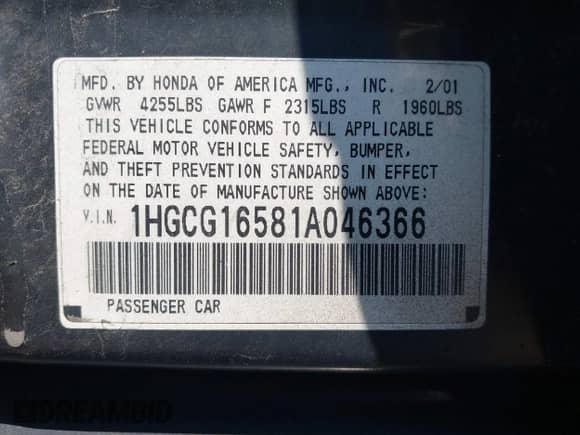 MFD. BY HONDA OF AMERICA MFG., INC. 2/01
GVWR 4255LBS GAWR F 2315LBS R 1960LBS
THIS VEHICLE CONFORMS TO ALL APPLICABLE
FEDERAL MOTOR VEHICLE SAFETY, BUMPER,
AND THEFT PREVENTION STANDARDS IN EFFECT
ON THE DATE OF MANUFACTURE SHOWN ABOVE:
V.I.N. 1HGCG16581A046366
PASSENGER CAR
DREAMBID